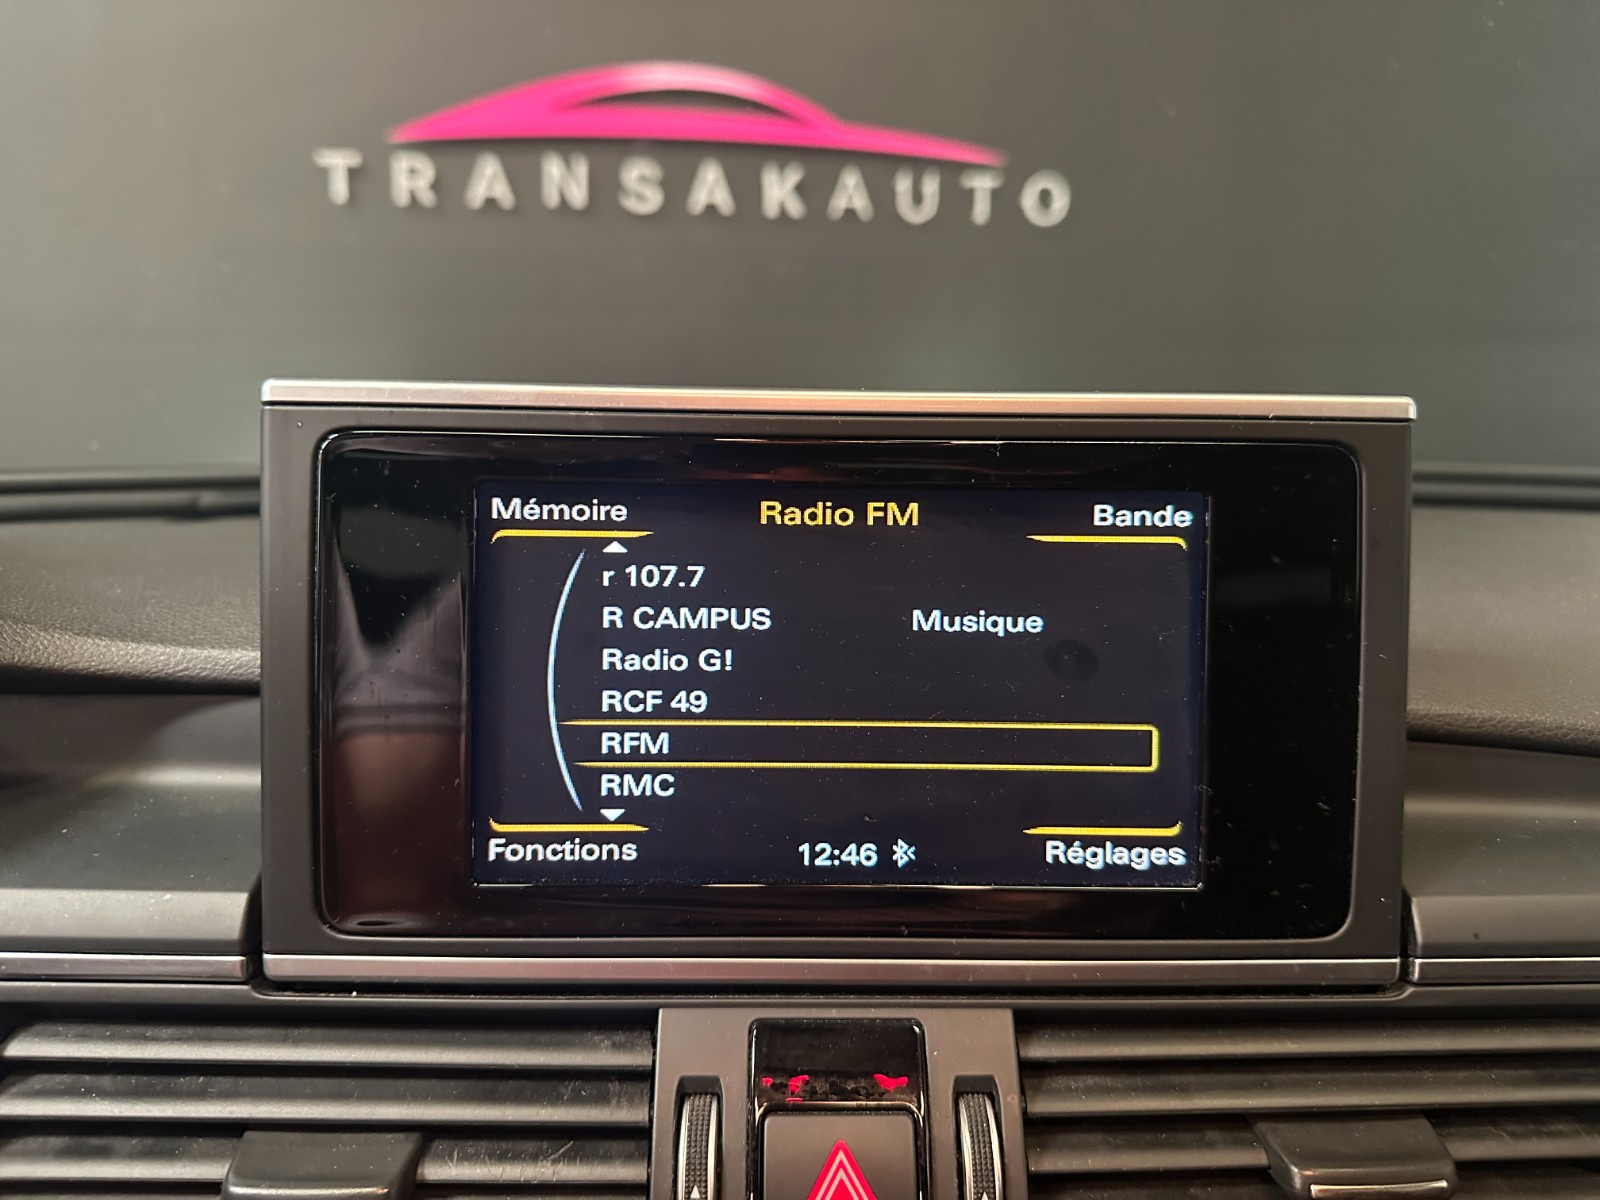 TRANSAKAUTO
Mémoire Radio FM Bande
r 107.7
R CAMPUS Musique
Radio G!
RCF 49
RFM
RMC
Fonctions 12:46 Réglages